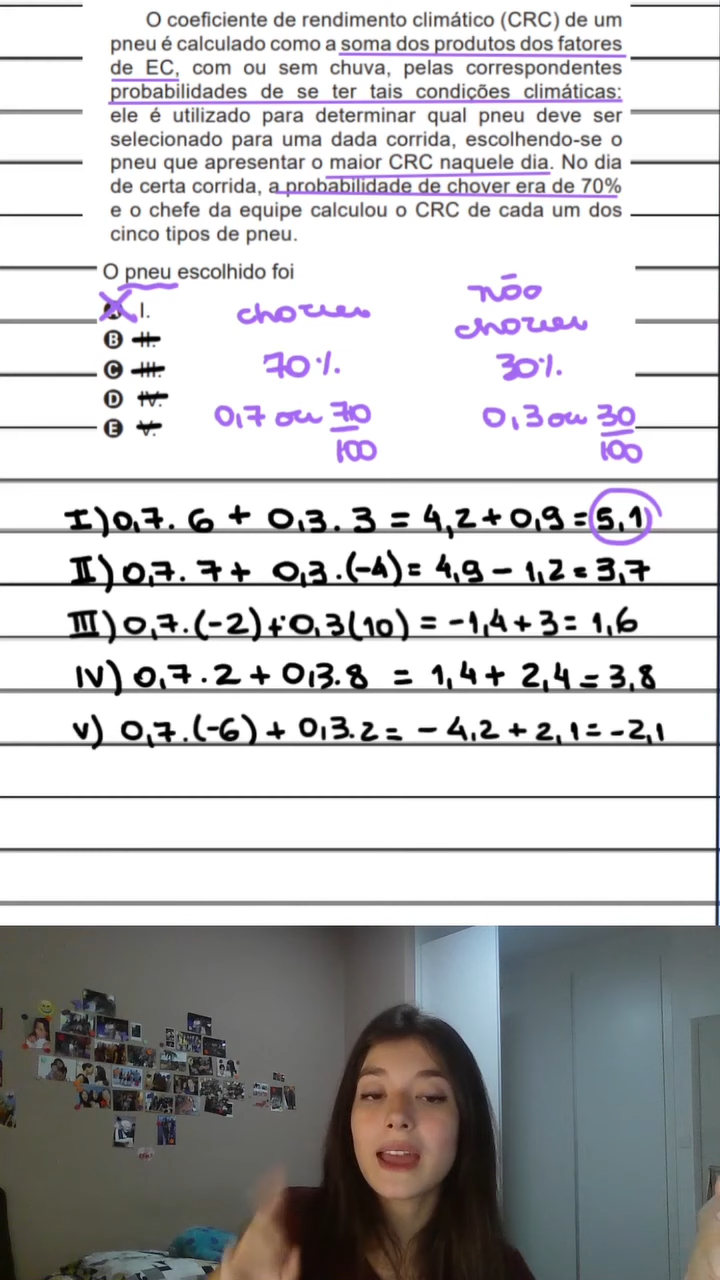 O coeficiente de rendimento climático (CRC) de um
pneu é calculado como a soma dos produtos dos fatores
de EC, com ou sem chuva, pelas correspondentes
probabilidades de se ter tais condições climáticas;
ele é utilizado para determinar qual pneu deve ser
selecionado para uma dada corrida, escolhendo-se o
pneu que apresentar o maior CRC naquele dia. No dia
de certa corrida, a probabilidade de chover era de 70%
e o chefe da equipe calculou o CRC de cada um dos
cinco tipos de pneu.
O pneu escolhido foi
A I.
B II.
C III.
D IV.
E V.
chover
70%.
0,7 ou 70/100
não
chover
30%.
0,3 ou 30/100
I) 0,7 . 6 + 0,3 . 3 = 4,2 + 0,9 = 5,1
II) 0,7 . 7 + 0,3 . (-4) = 4,9 - 1,2 = 3,7
III) 0,7 . (-2) + 0,3 (10) = -1,4 + 3 = 1,6
IV) 0,7 . 2 + 0,3 . 8 = 1,4 + 2,4 = 3,8
V) 0,7 . (-6) + 0,3 . 2 = - 4,2 + 2,1 = -2,1